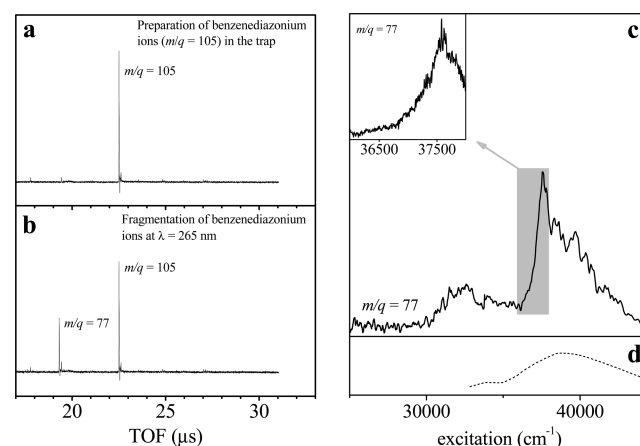 a
Preparation of benzenediazonium
ions (m/q = 105) in the trap
m/q = 105
b
Fragmentation of benzenediazonium
ions at λ = 265 nm
m/q = 105
m/q = 77
20
25
30
TOF (μs)
c
m/q = 77
36500
37500
m/q = 77
d
30000
40000
excitation (cm⁻¹)